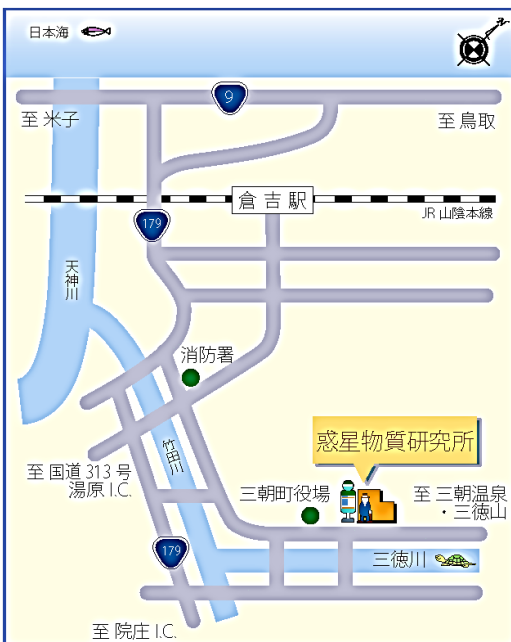 日本海
9
至 米子
至 鳥取
倉 吉 駅
JR 山陰本線
179
天神川
消防署
惑星物質研究所
竹田川
至 国道 313 号
湯原 I.C.
三朝町役場
至 三朝温泉
・三徳山
179
三徳川
至 院庄 I.C.